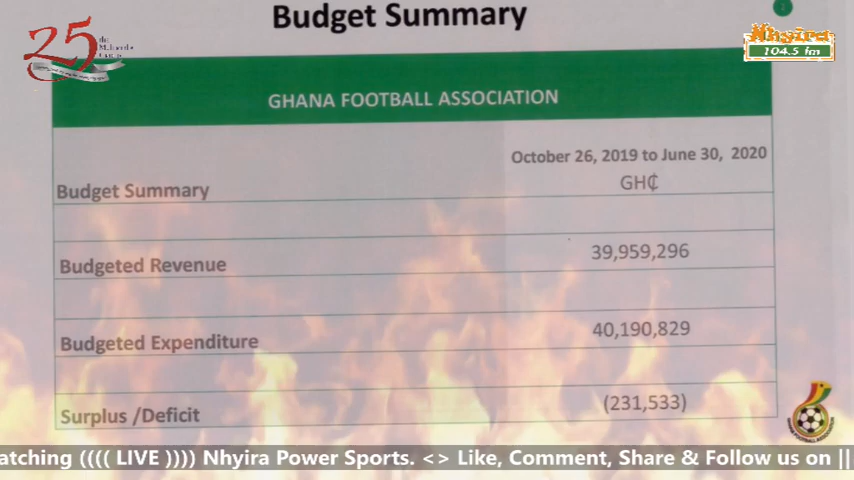 Budget Summary
25
the
Nhyira
104.5 fm
GHANA FOOTBALL ASSOCIATION
October 26, 2019 to June 30, 2020
Budget Summary
GH₵
Budgeted Revenue
39,959,296
Budgeted Expenditure
40,190,829
Surplus /Deficit
(231,533)
atching (((( LIVE )))) Nhyira Power Sports. <> Like, Comment, Share & Follow us on ||